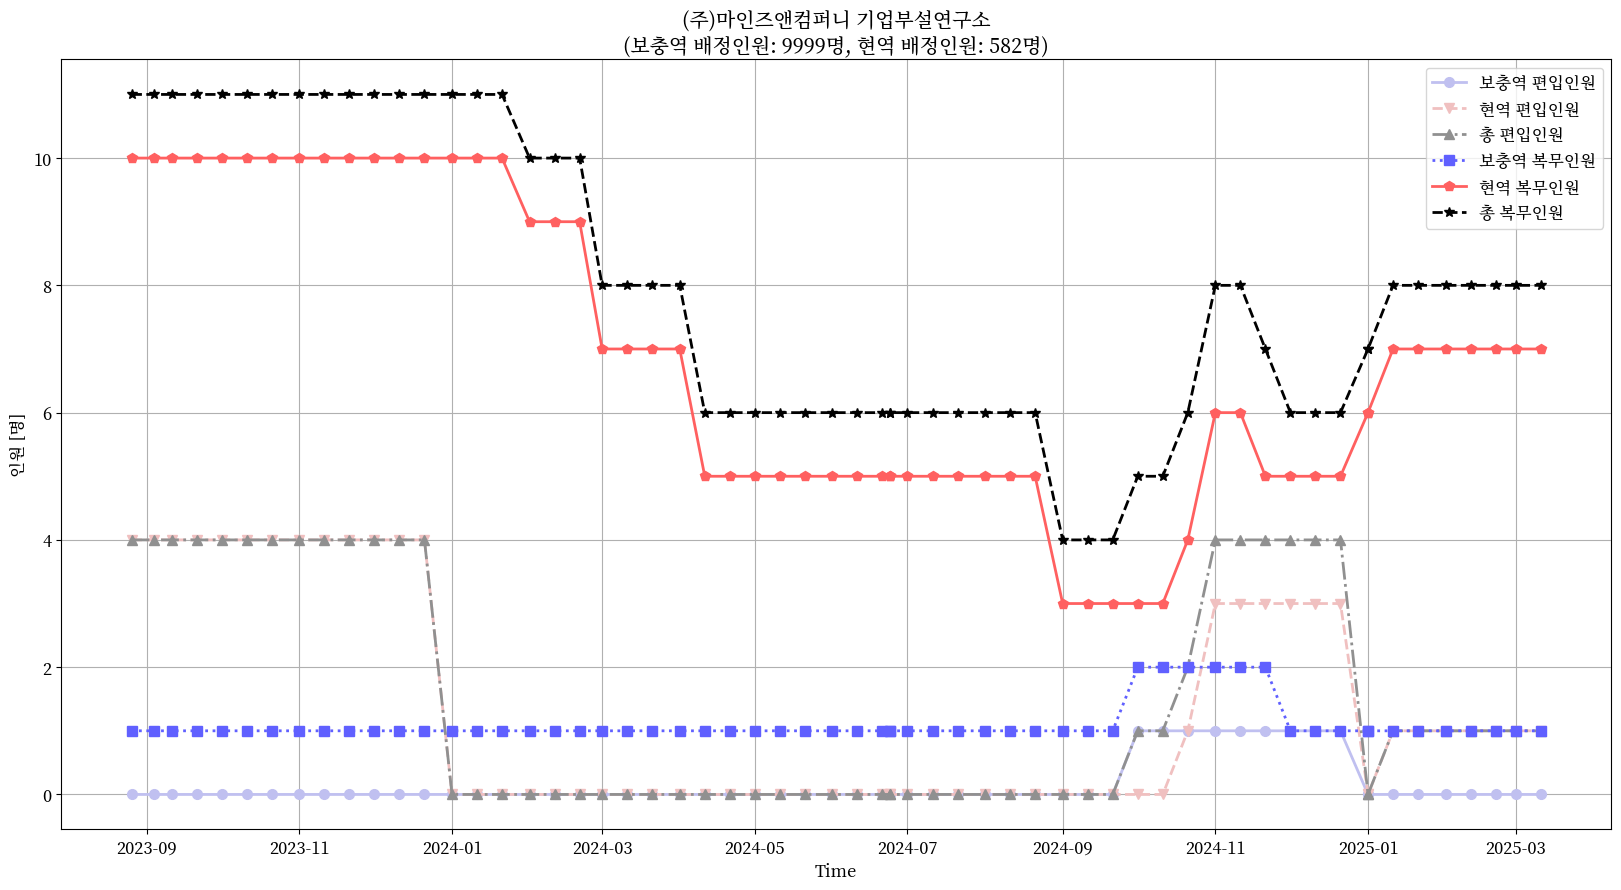 (주)마인즈앤컴퍼니 기업부설연구소
(보충역 배정인원: 9999명, 현역 배정인원: 582명)
보충역 편입인원
현역 편입인원
총 편입인원
보충역 복무인원
현역 복무인원
총 복무인원
인원 [명]
10
8
6
4
2
0
2023-09 2023-11 2024-01 2024-03 2024-05 2024-07 2024-09 2024-11 2025-01 2025-03
Time